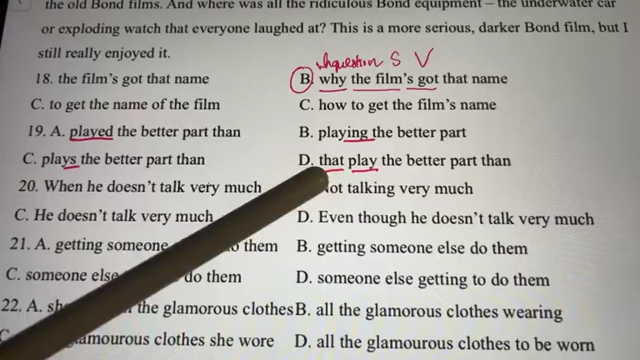 the old Bond films. And where was all the ridiculous Bond equipment – the underwater car
or exploding watch that everyone laughed at? This is a more serious, darker Bond film, but I
still really enjoyed it.
whquestion S V
18. the film's got that name B. why the film's got that name
C. to get the name of the film C. how to get the film's name
19. A. played the better part than B. playing the better part
C. plays the better part than D. that play the better part than
20. When he doesn't talk very much Not talking very much
C. He doesn't talk very much D. Even though he doesn't talk very much
21. A. getting someone them B. getting someone else do them
C. someone else do them D. someone else getting to do them
22. A. the glamorous clothes B. all the glamorous clothes wearing
glamourous clothes she wore D. all the glamourous clothes to be worn